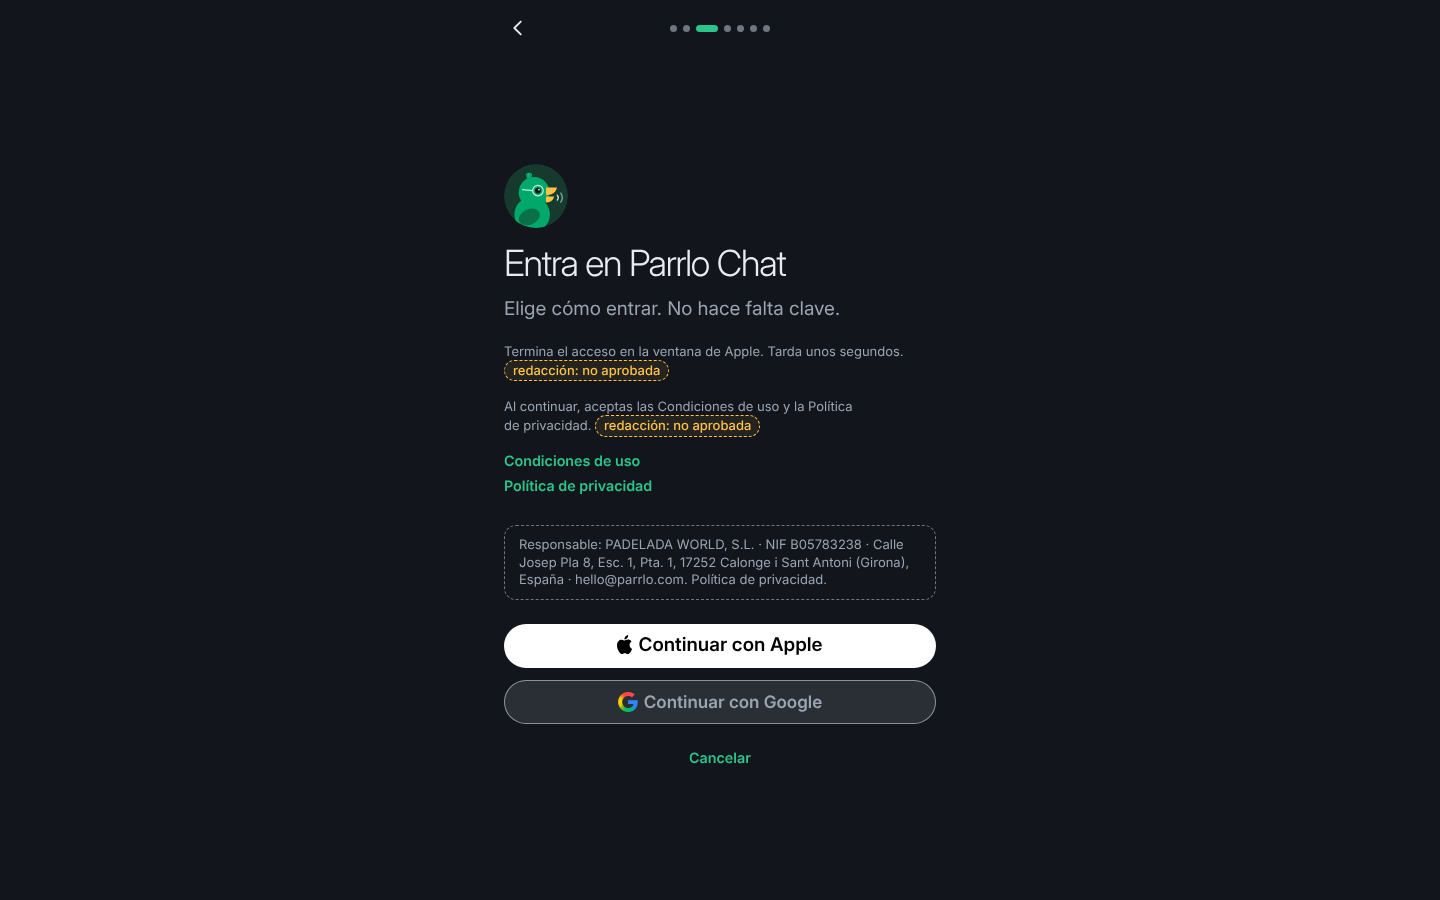 Entra en Parrlo Chat
Elige cómo entrar. No hace falta clave.
Termina el acceso en la ventana de Apple. Tarda unos segundos.
redacción: no aprobada
Al continuar, aceptas las Condiciones de uso y la Política
de privacidad. redacción: no aprobada
Condiciones de uso
Política de privacidad
Responsable: PADELADA WORLD, S.L. · NIF B05783238 · Calle
Josep Pla 8, Esc. 1, Pta. 1, 17252 Calonge i Sant Antoni (Girona),
España · hello@parrlo.com. Política de privacidad.
Continuar con Apple
Continuar con Google
Cancelar